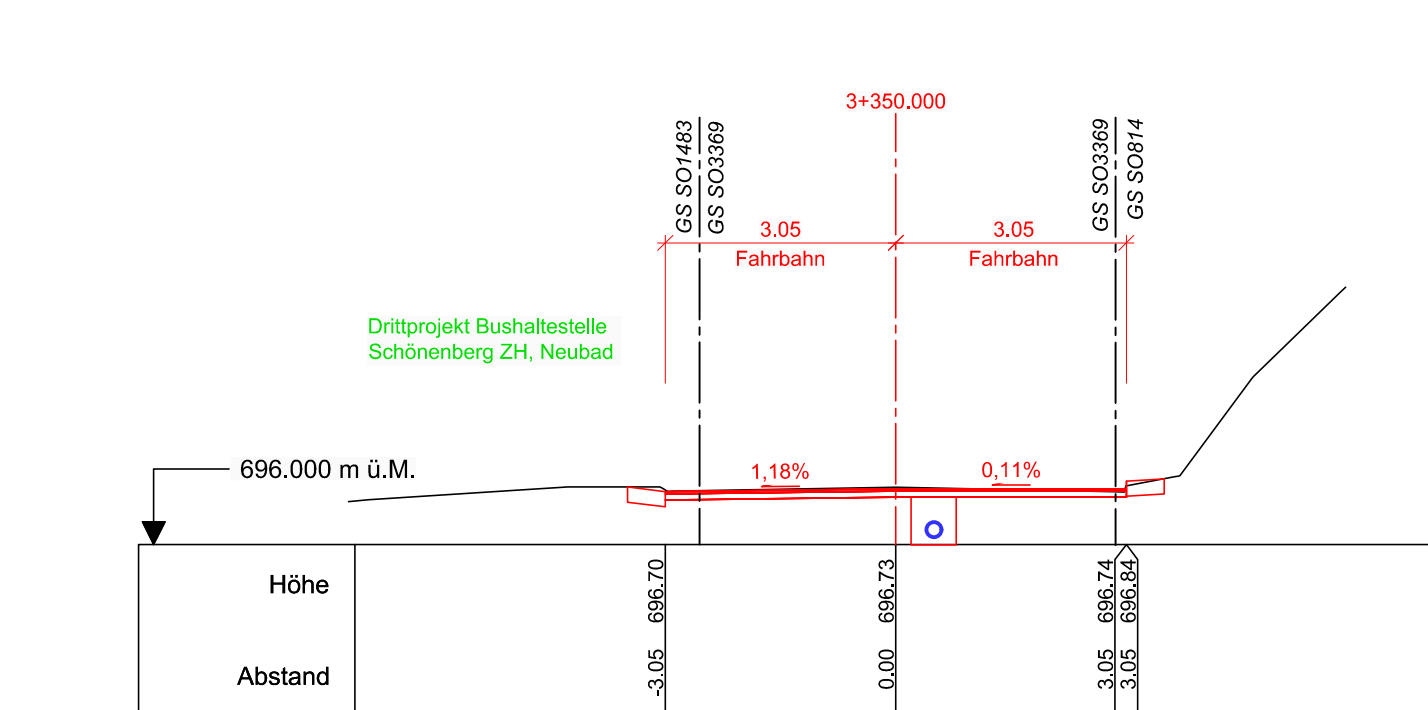 3+350.000
GS SO1483
GS SO3369
GS SO3369
GS SO814
3.05
3.05
Fahrbahn
Fahrbahn
Drittprojekt Bushaltestelle
Schönenberg ZH, Neubad
696.000 m ü.M.
1,18%
0,11%
Höhe
696.70
696.73
696.74
696.84
Abstand
-3.05
0.00
3.05
3.05